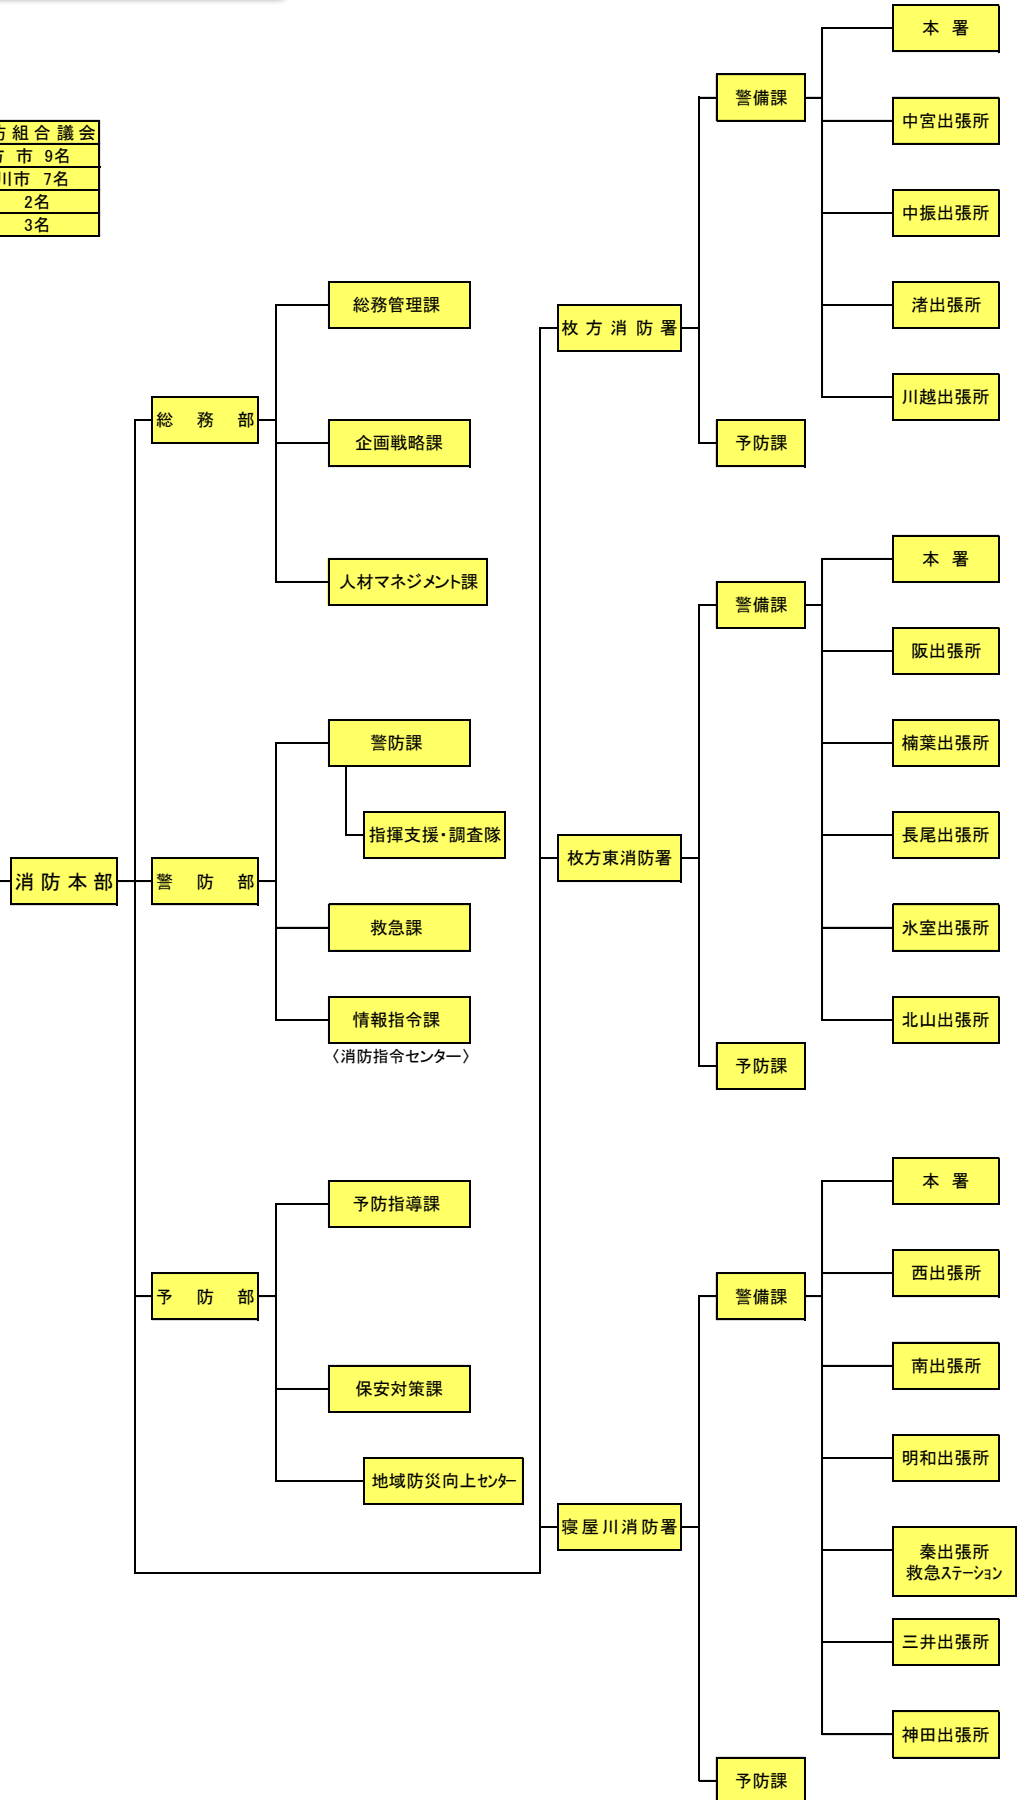 防組合議会
方 市 9名
川市 7名
2名
3名
消防本部
総 務 部
総務管理課
企画戦略課
人材マネジメント課
警 防 部
警防課
指揮支援・調査隊
救急課
情報指令課
〈消防指令センター〉
予 防 部
予防指導課
保安対策課
地域防災向上センター
枚方消防署
警備課
本 署
中宮出張所
中振出張所
渚出張所
川越出張所
予防課
枚方東消防署
警備課
本 署
阪出張所
楠葉出張所
長尾出張所
氷室出張所
北山出張所
予防課
寝屋川消防署
警備課
本 署
西出張所
南出張所
明和出張所
秦出張所
救急ステーション
三井出張所
神田出張所
予防課